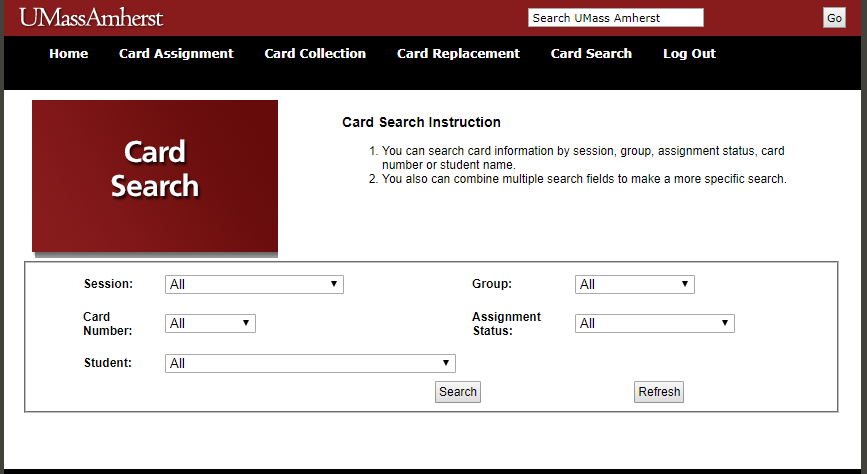 UMassAmherst
Search UMass Amherst
Go
Home Card Assignment Card Collection Card Replacement Card Search Log Out
Card
Search
Card Search Instruction
1. You can search card information by session, group, assignment status, card
number or student name.
2. You also can combine multiple search fields to make a more specific search.
Session: All
Group: All
Card
Number: All
Assignment
Status: All
Student: All
Search
Refresh